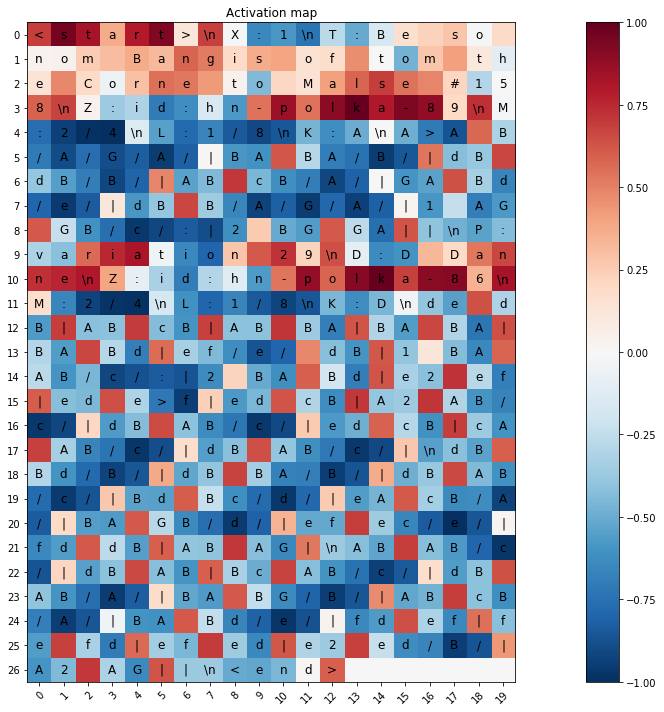 Activation map
0 < s t a r t > \n X : 1 \n T : B e s o
1 n o m B a n g i s o f t o m t h
2 e C o r n e t o M a l s e # 1 5
3 8 \n Z : i d : h n - p o l k a - 8 9 \n M
4 : 2 / 4 \n L : 1 / 8 \n K : A \n A > A B
5 / A / G / A / | B A B A / B / | d B
6 d B / B / | A B c B / A / | G A B d
7 / e / | d B B / A / G / A / | 1 A G
8 G B / c / : | 2 B G G A | | \n P :
9 v a r i a t i o n 2 9 \n D : D D a n
10 n e \n Z : i d : h n - p o l k a - 8 6 \n
11 M : 2 / 4 \n L : 1 / 8 \n K : D \n d e d
12 B | A B c B | A B B A | B A B A |
13 B A B d | e f / e / d B | 1 B A
14 A B / c / : | 2 B A B d | e 2 e f
15 | e d e > f | e d c B | A 2 A B /
16 c / | d B A B / c / | e d c B | c A
17 A B / c / | d B A B / c / | \n d B
18 B d / B / | d B B A / B / | d B A B
19 / c / | B d B c / d / | e A c B / A
20 / | B A G B / d / | e f e c / e / |
21 f d d B | A B A G | \n A B A B / c
22 / | d B A B | B c A B / c / | d B
23 A B / A / | B A B G / B / | A B c B
24 / A / | B A B d / e / | f d e f | f
25 e f d | e f e d | e 2 e d / B / |
26 A 2 A G | | \n < e n d >
0 1 2 3 4 5 6 7 8 9 10 11 12 13 14 15 16 17 18 19
1.00
0.75
0.50
0.25
0.00
−0.25
−0.50
−0.75
−1.00